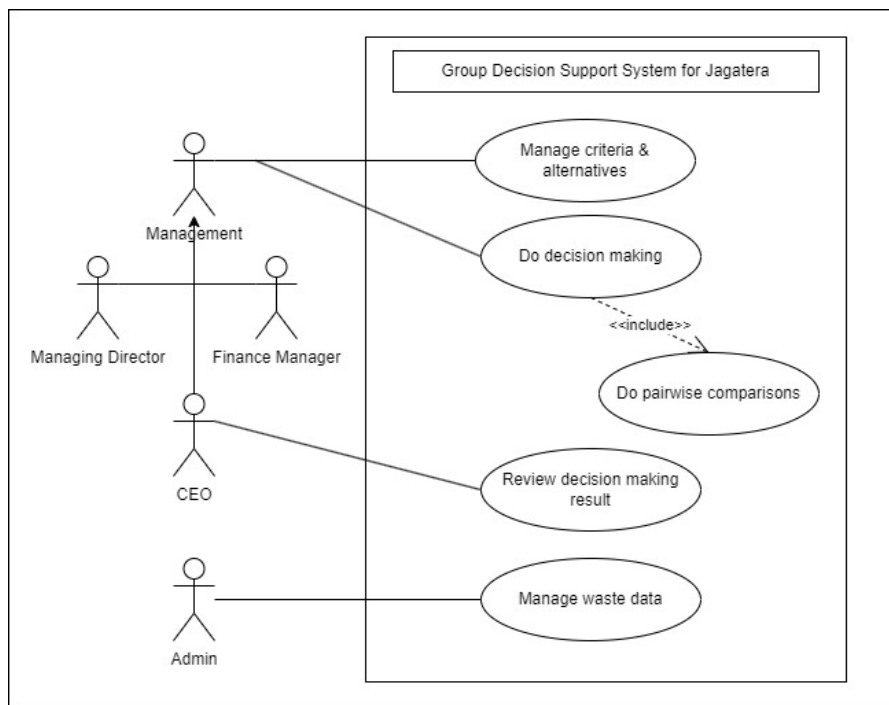 Group Decision Support System for Jagatera
Manage criteria &
alternatives
Management
Do decision making
<<include>>
Managing Director
Finance Manager
Do pairwise comparisons
CEO
Review decision making
result
Manage waste data
Admin